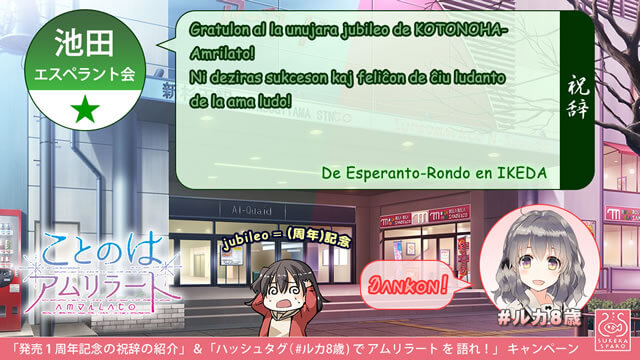 池田
エスペラント会
Gratulon al la unujara jubileo de KOTONOHA-
Amrilato!
Ni deziras sukceson kaj feliĉon de ĉiu ludanto
de la ama ludo!
De Esperanto-Rondo en IKEDA
祝辞
Al-Quaid
jubileo = (周年)記念
Dankon!
#ルカ8歳
ことのは
アムリラート
AMRILATO
SUKERA
SPARO
「発売1周年記念の祝辞の紹介」&「ハッシュタグ(#ルカ8歳)でアムリラートを語れ!」キャンペーン